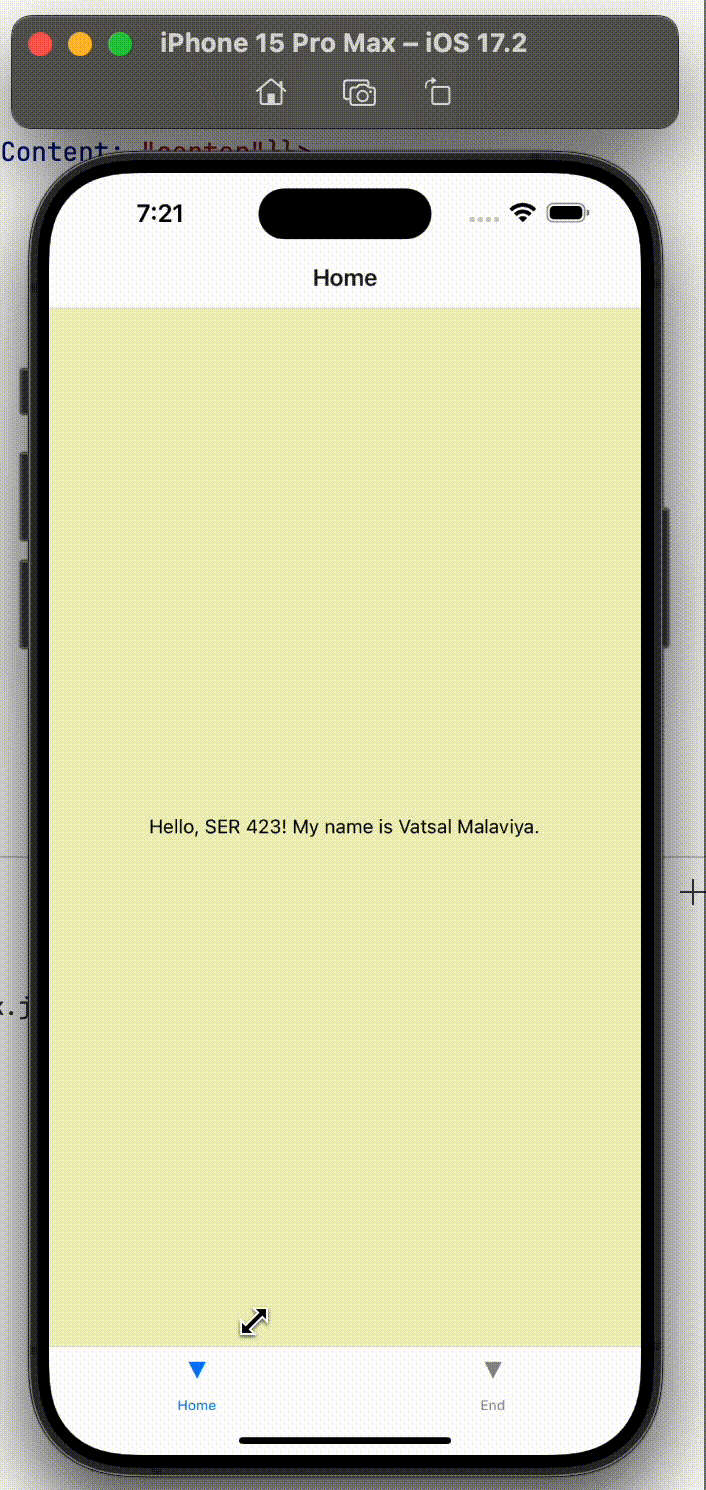 iPhone 15 Pro Max – iOS 17.2
Content: "center"}}>
7:21
Home
Hello, SER 423! My name is Vatsal Malaviya.
Home
End